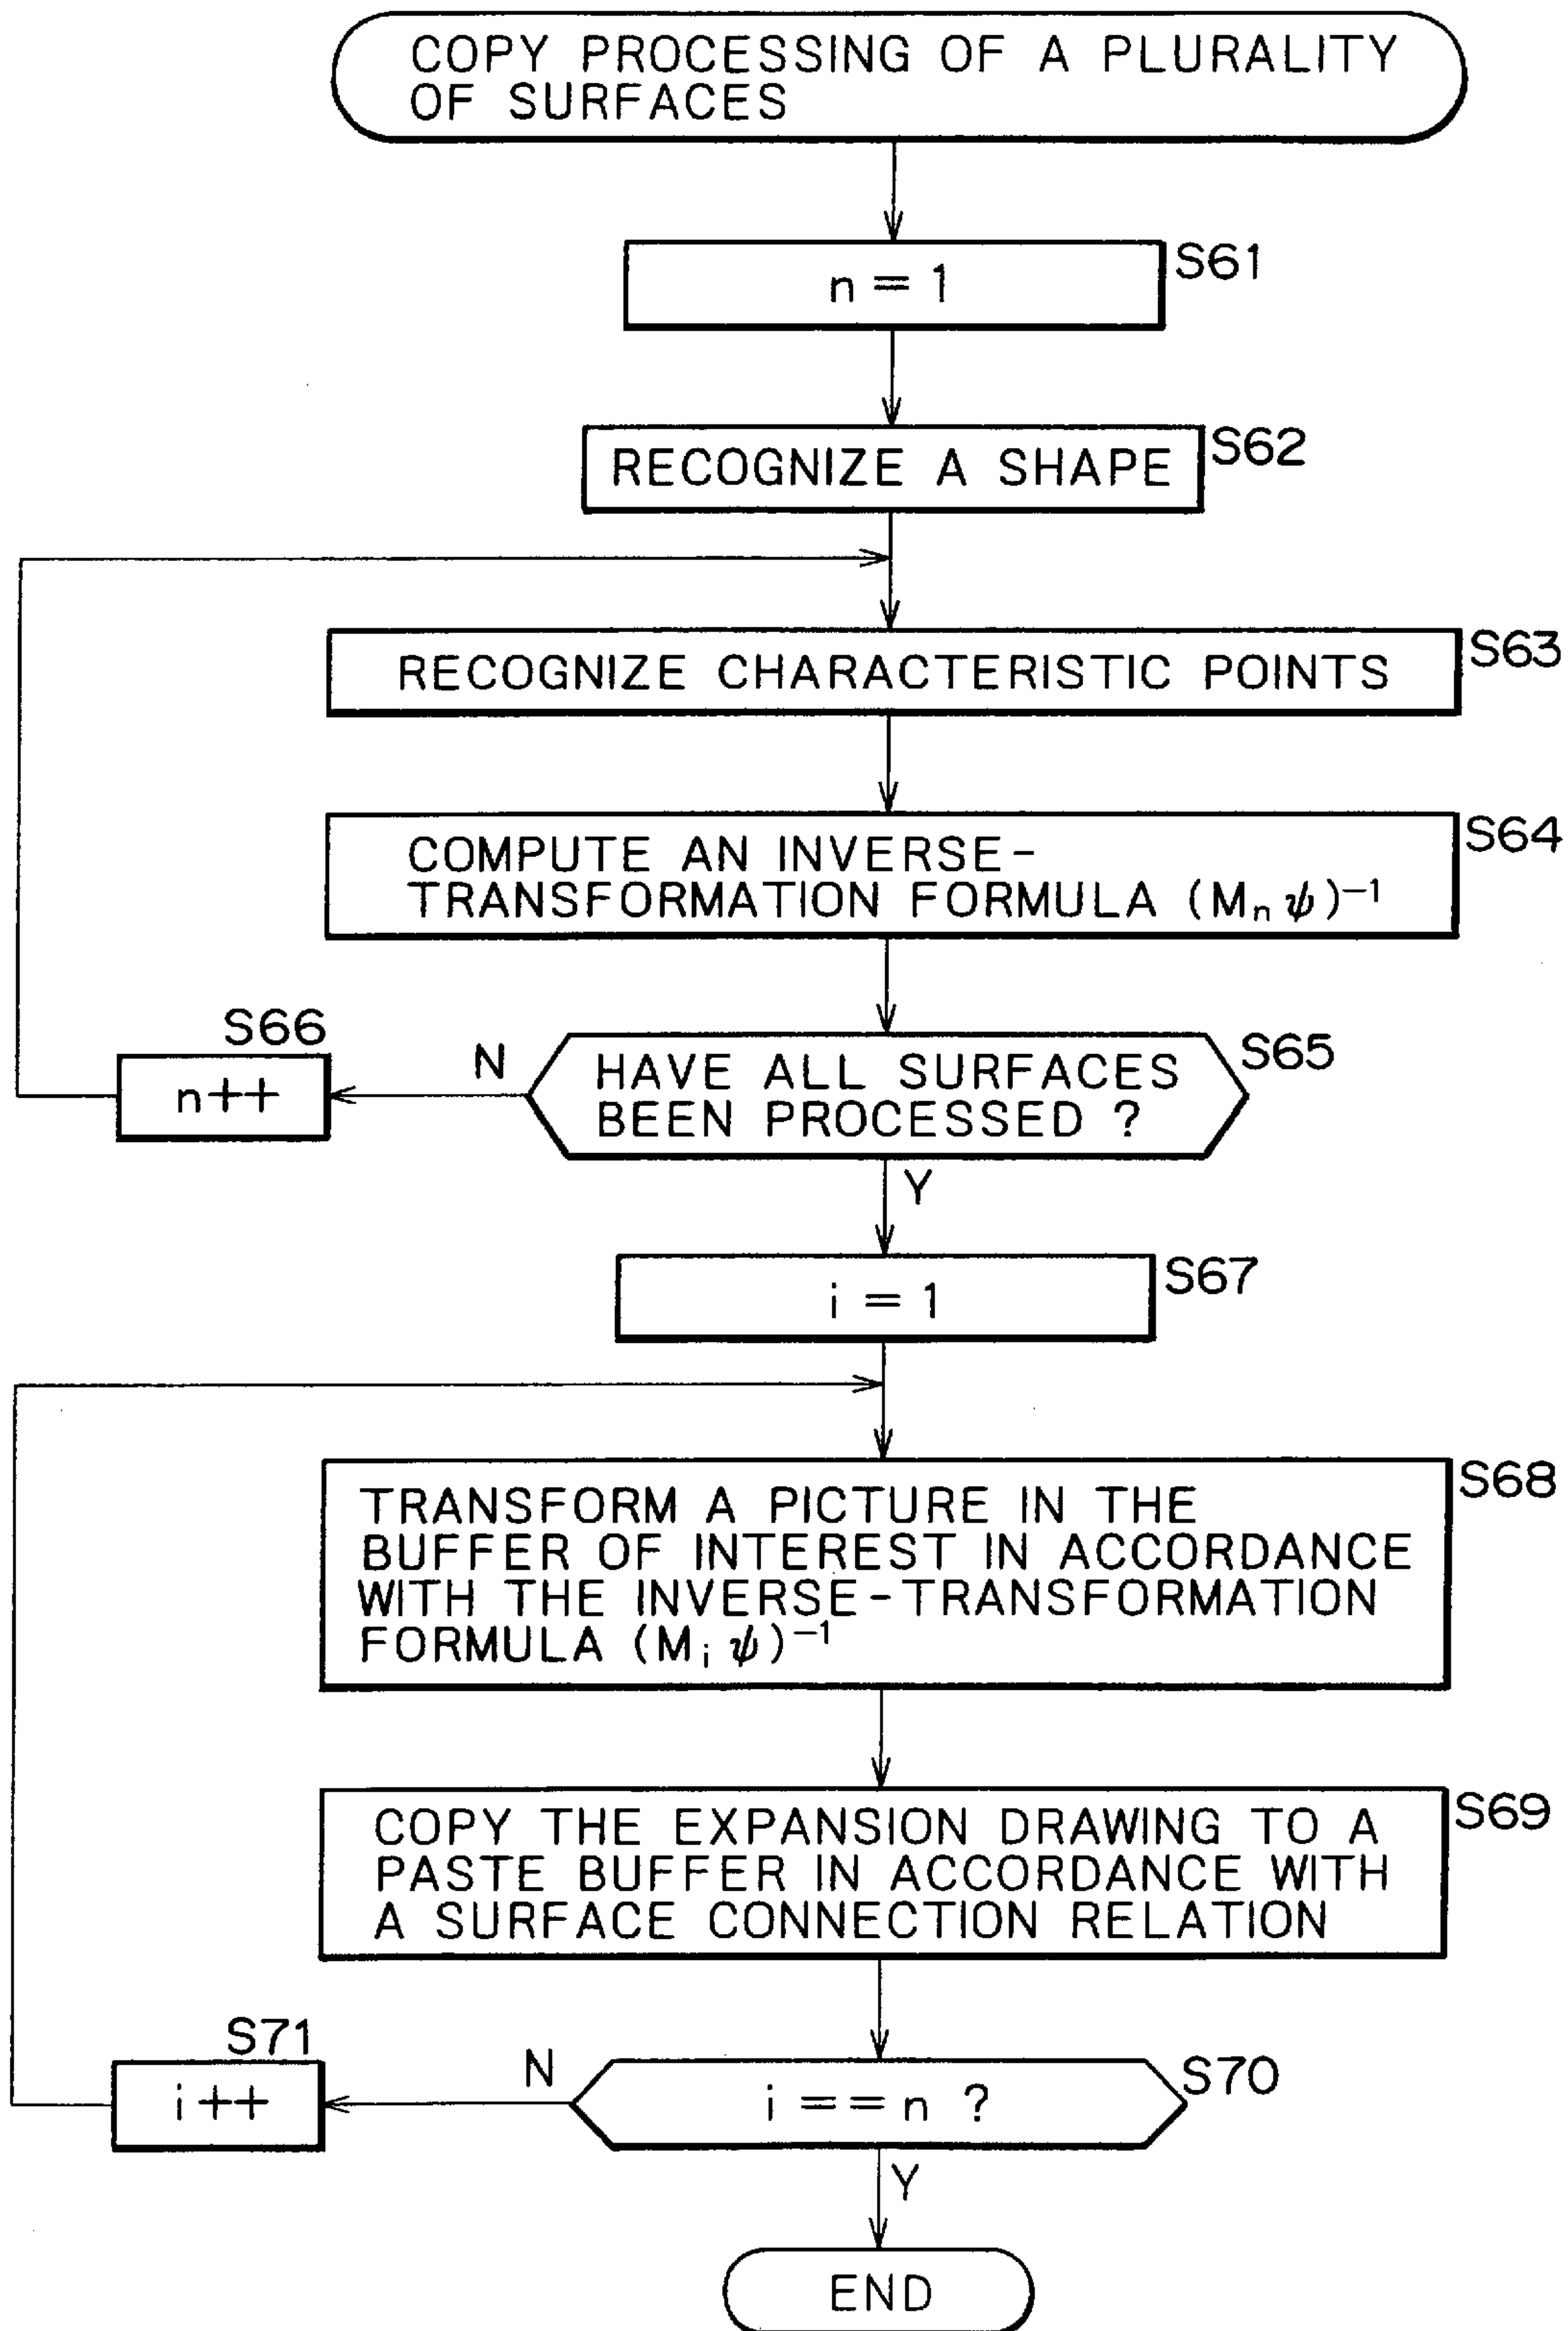 COPY PROCESSING OF A PLURALITY
OF SURFACES
S61
n = 1
S62
RECOGNIZE A SHAPE
S63
RECOGNIZE CHARACTERISTIC POINTS
S64
COMPUTE AN INVERSE-
TRANSFORMATION FORMULA (Mₙ ψ)⁻¹
S65
HAVE ALL SURFACES
BEEN PROCESSED ?
N
S66
n++
Y
S67
i = 1
S68
TRANSFORM A PICTURE IN THE
BUFFER OF INTEREST IN ACCORDANCE
WITH THE INVERSE-TRANSFORMATION
FORMULA (Mᵢ ψ)⁻¹
S69
COPY THE EXPANSION DRAWING TO A
PASTE BUFFER IN ACCORDANCE WITH
A SURFACE CONNECTION RELATION
S70
i == n ?
N
S71
i++
Y
END